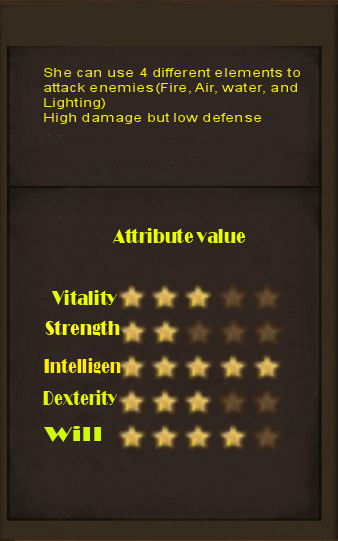 She can use 4 different elements to
attack enemies(Fire, Air, water, and
Lighting)
High damage but low defense
Attribute value
Vitality
Strength
Intelligen
Dexterity
Will